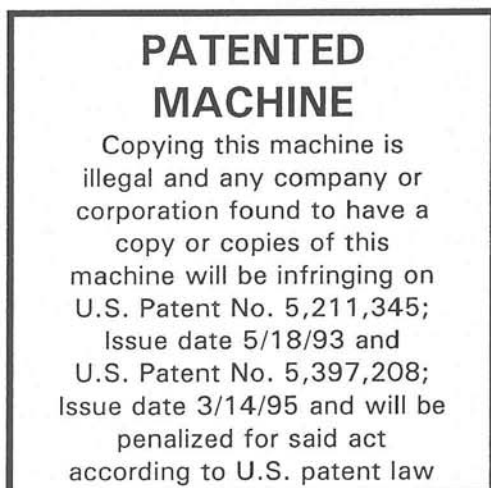 PATENTED
MACHINE
Copying this machine is
illegal and any company or
corporation found to have a
copy or copies of this
machine will be infringing on
U.S. Patent No. 5,211,345;
Issue date 5/18/93 and
U.S. Patent No. 5,397,208;
Issue date 3/14/95 and will be
penalized for said act
according to U.S. patent law